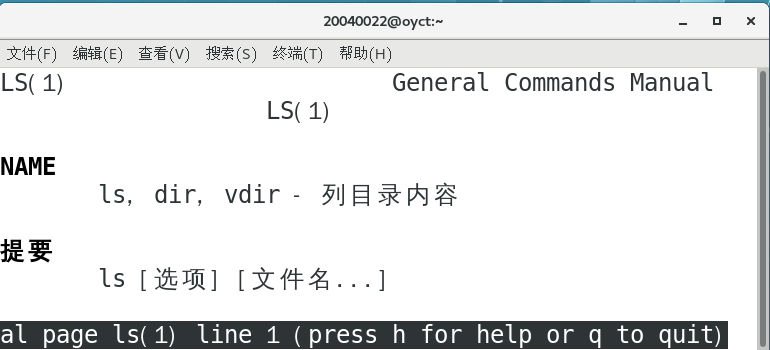 20040022@oyct:~
文件(F) 编辑(E) 查看(V) 搜索(S) 终端(T) 帮助(H)
LS(1) General Commands Manual
LS(1)
NAME
ls, dir, vdir - 列目录内容
提要
ls [选项] [文件名...]
al page ls(1) line 1 (press h for help or q to quit)